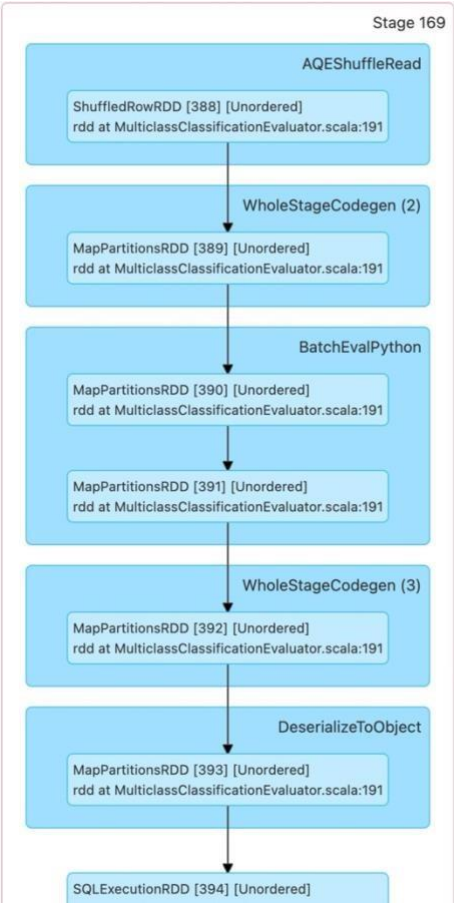 Stage 169
AQEShuffleRead
ShuffledRowRDD [388] [Unordered]
rdd at MulticlassClassificationEvaluator.scala:191
WholeStageCodegen (2)
MapPartitionsRDD [389] [Unordered]
rdd at MulticlassClassificationEvaluator.scala:191
BatchEvalPython
MapPartitionsRDD [390] [Unordered]
rdd at MulticlassClassificationEvaluator.scala:191
MapPartitionsRDD [391] [Unordered]
rdd at MulticlassClassificationEvaluator.scala:191
WholeStageCodegen (3)
MapPartitionsRDD [392] [Unordered]
rdd at MulticlassClassificationEvaluator.scala:191
DeserializeToObject
MapPartitionsRDD [393] [Unordered]
rdd at MulticlassClassificationEvaluator.scala:191
SQLExecutionRDD [394] [Unordered]